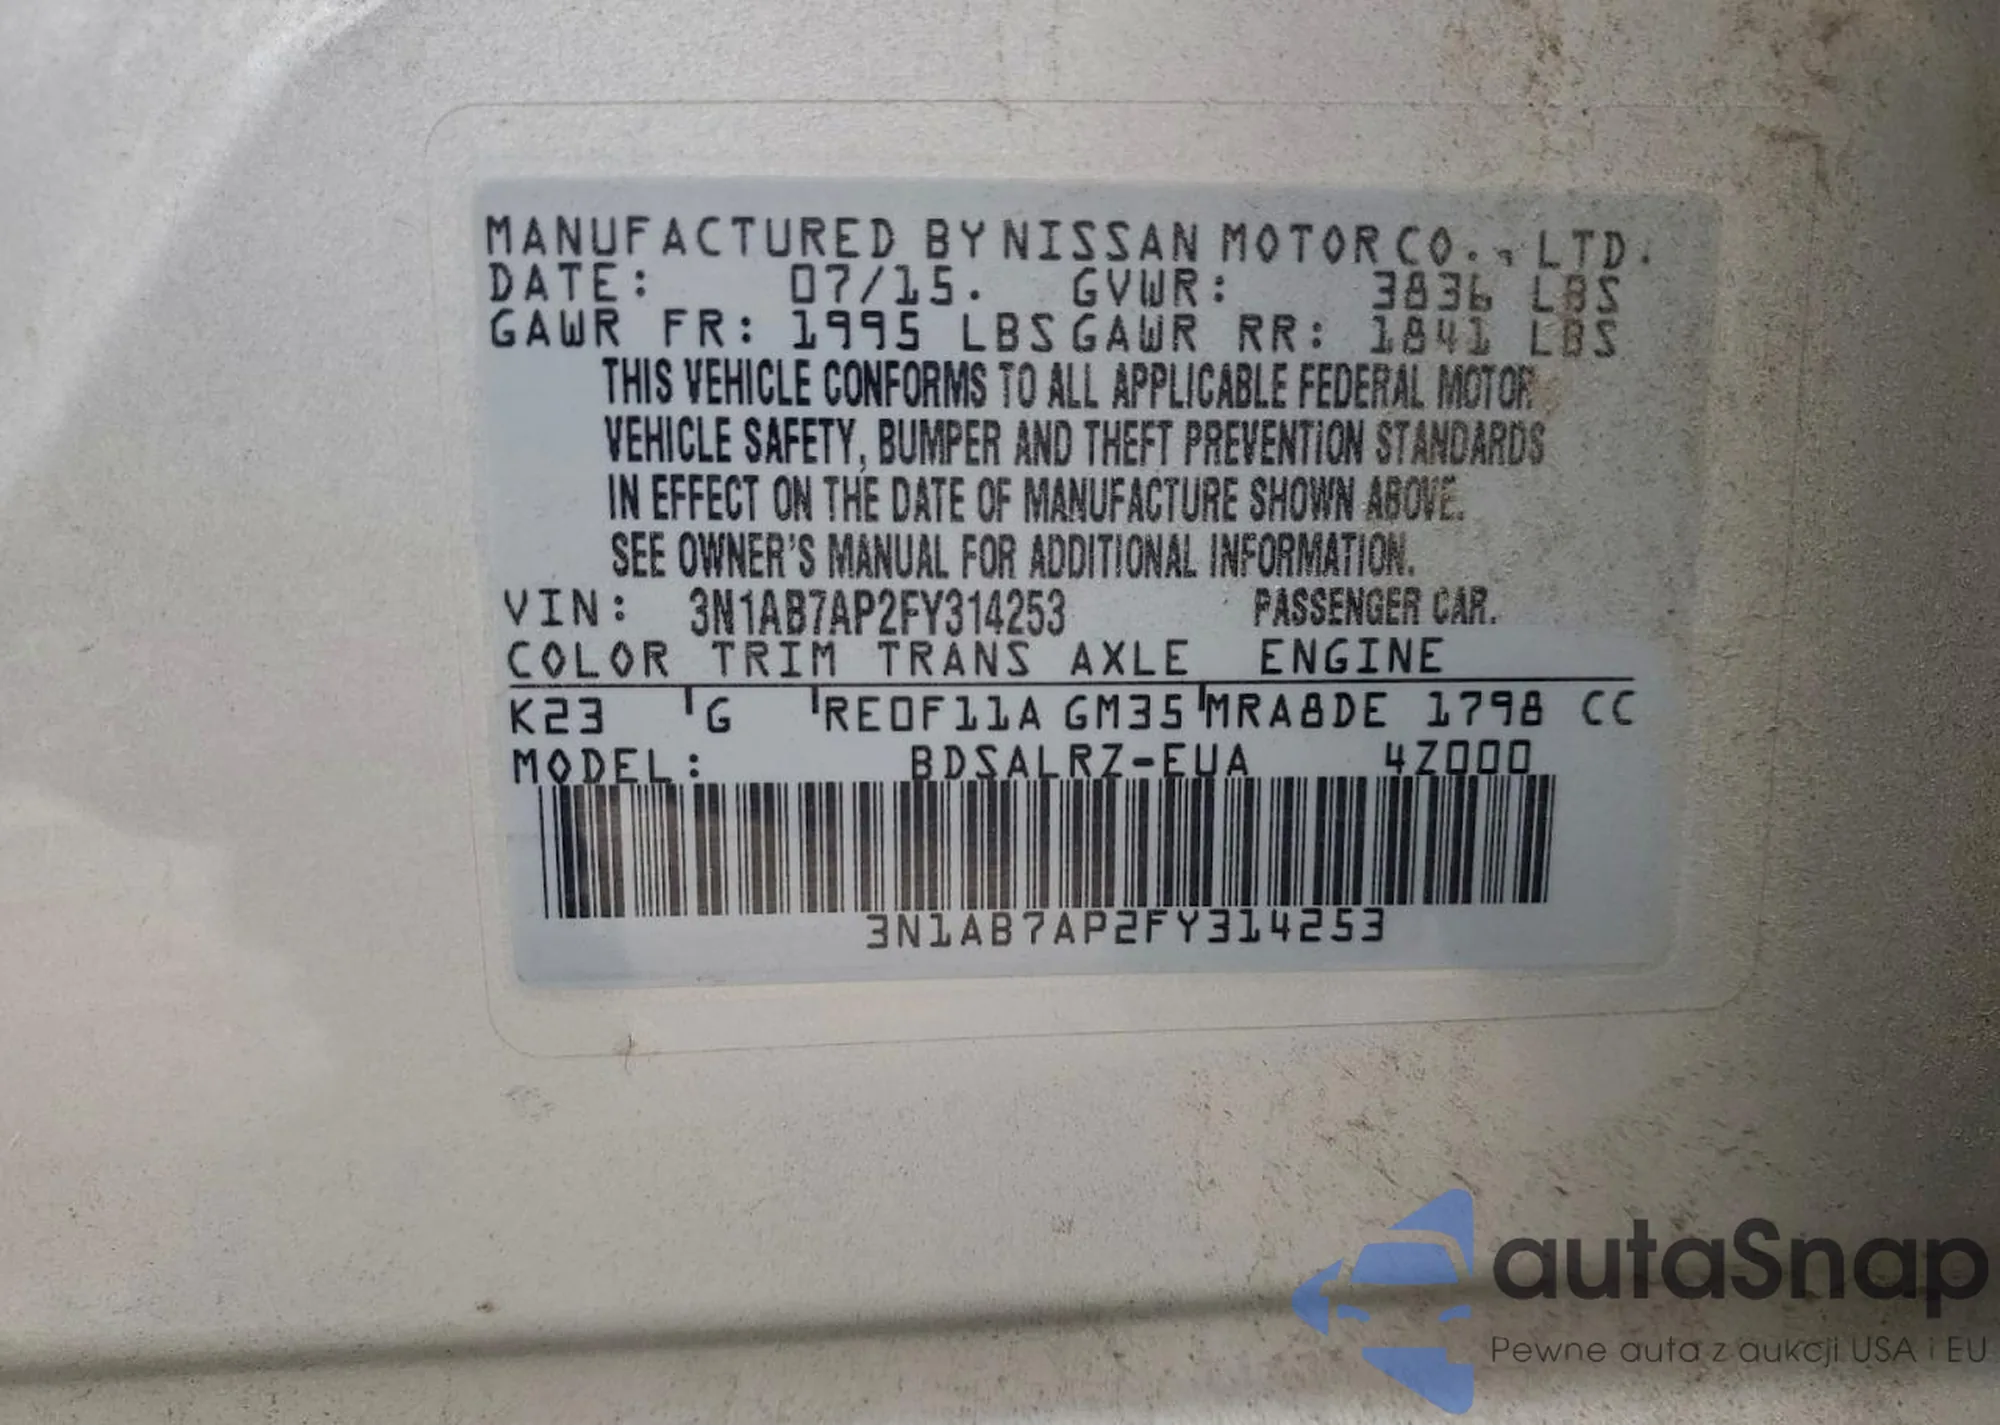 MANUFACTURED BY NISSAN MOTOR CO., LTD.
DATE: 07/15. GVWR: 3836 LBS
GAWR FR: 1995 LBS GAWR RR: 1841 LBS
THIS VEHICLE CONFORMS TO ALL APPLICABLE FEDERAL MOTOR
VEHICLE SAFETY, BUMPER AND THEFT PREVENTION STANDARDS
IN EFFECT ON THE DATE OF MANUFACTURE SHOWN ABOVE.
SEE OWNER'S MANUAL FOR ADDITIONAL INFORMATION.
VIN: 3N1AB7AP2FY314253 PASSENGER CAR.
COLOR TRIM TRANS AXLE ENGINE
K23 G RE0F11A GM35 MRA8DE 1798 CC
MODEL: BDSALRZ-EUA 4Z000
3N1AB7AP2FY314253
autaSnap
Pewne auta z aukcji USA i EU